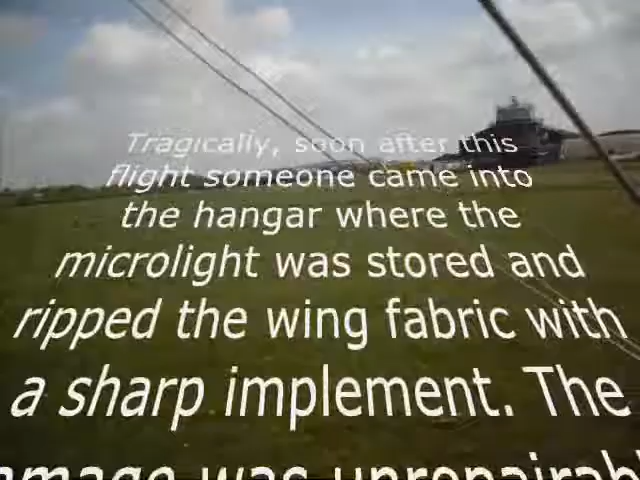 Tragically, soon after this
flight someone came into
the hangar where the
microlight was stored and
ripped the wing fabric with
a sharp implement. The
was